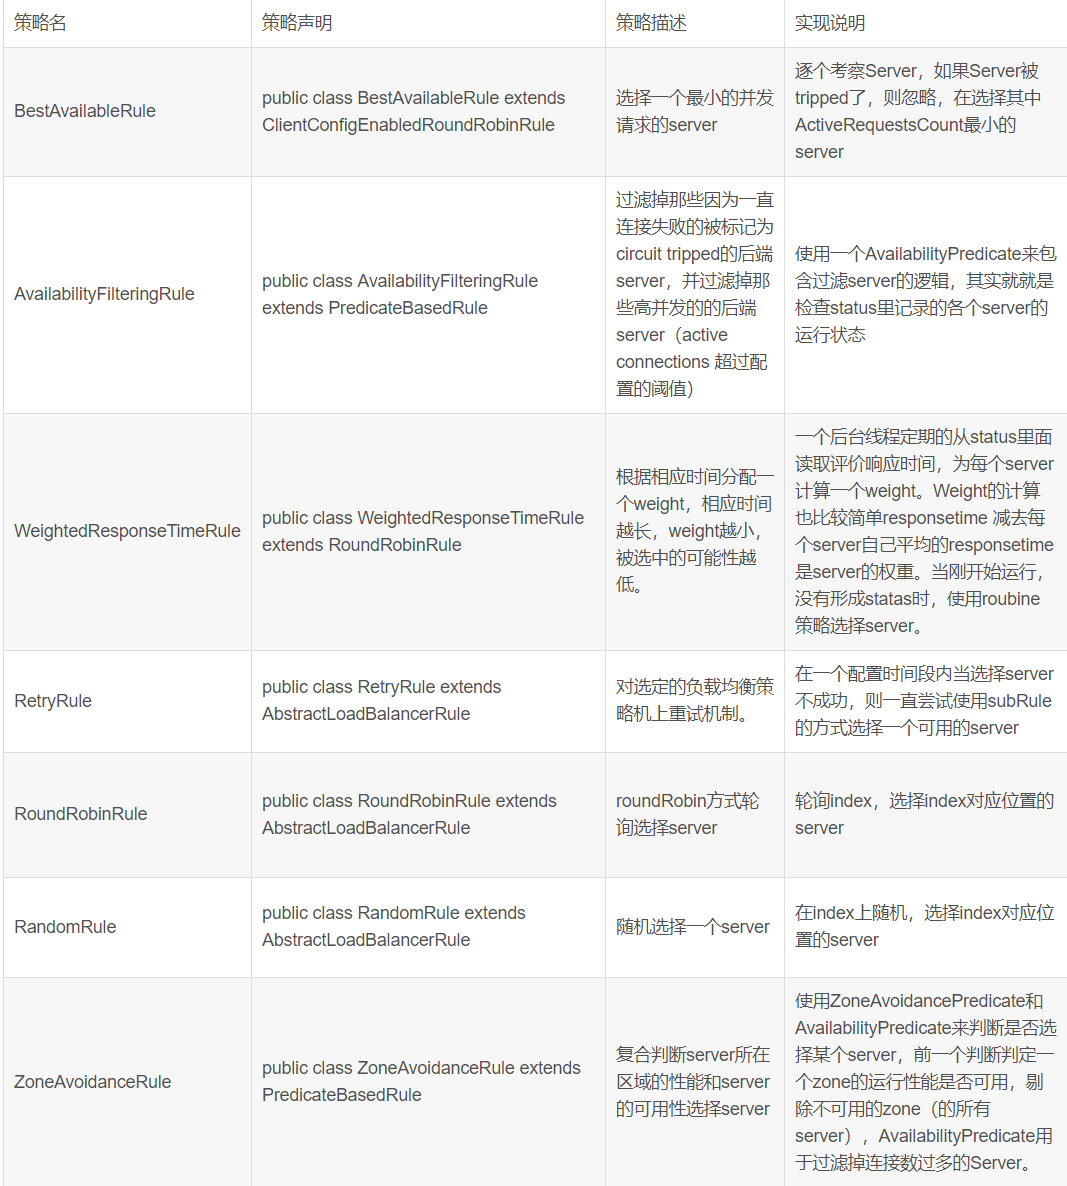 策略名
策略声明
策略描述
实现说明
BestAvailableRule
public class BestAvailableRule extends
ClientConfigEnabledRoundRobinRule
选择一个最小的并发
请求的server
逐个考察Server，如果Server被
tripped了，则忽略，在选择其中
ActiveRequestsCount最小的
server
AvailabilityFilteringRule
public class AvailabilityFilteringRule
extends PredicateBasedRule
过滤掉那些因为一直
连接失败的被标记为
circuit tripped的后端
server，并过滤掉那
些高并发的的后端
server（active
connections 超过配
置的阈值）
使用一个AvailabilityPredicate来包
含过滤server的逻辑，其实就就是
检查status里记录的各个server的
运行状态
WeightedResponseTimeRule
public class WeightedResponseTimeRule
extends RoundRobinRule
根据相应时间分配一
个weight，相应时间
越长，weight越小，
被选中的可能性越
低。
一个后台线程定期的从status里面
读取评价响应时间，为每个server
计算一个weight。Weight的计算
也比较简单responsetime 减去每
个server自己平均的responsetime
是server的权重。当刚开始运行，
没有形成statas时，使用roubine
策略选择server。
RetryRule
public class RetryRule extends
AbstractLoadBalancerRule
对选定的负载均衡策
略机上重试机制。
在一个配置时间段内当选择server
不成功，则一直尝试使用subRule
的方式选择一个可用的server
RoundRobinRule
public class RoundRobinRule extends
AbstractLoadBalancerRule
roundRobin方式轮
询选择server
轮询index，选择index对应位置的
server
RandomRule
public class RandomRule extends
AbstractLoadBalancerRule
随机选择一个server
在index上随机，选择index对应位
置的server
ZoneAvoidanceRule
public class ZoneAvoidanceRule extends
PredicateBasedRule
复合判断server所在
区域的性能和server
的可用性选择server
使用ZoneAvoidancePredicate和
AvailabilityPredicate来判断是否选
择某个server，前一个判断判定一
个zone的运行性能是否可用，剔
除不可用的zone（的所有
server），AvailabilityPredicate用
于过滤掉连接数过多的Server。